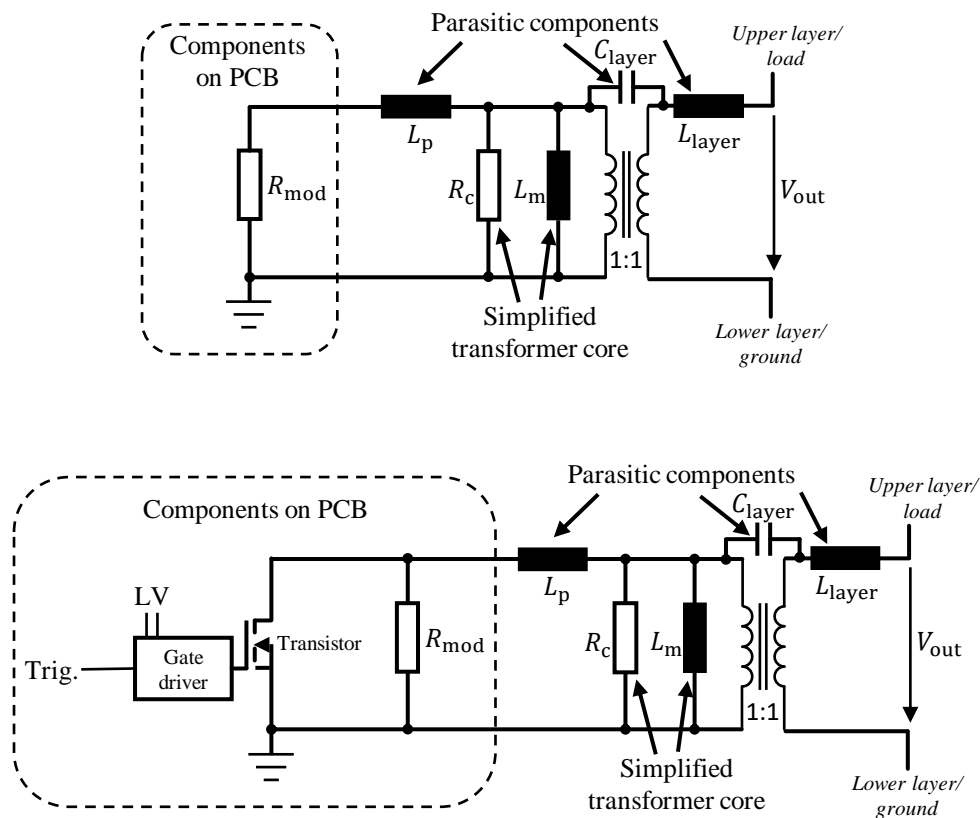 Parasitic components
Components
on PCB
C_layer
Upper layer/
load
L_p
L_layer
R_mod
R_c
L_m
V_out
1:1
Simplified
transformer core
Lower layer/
ground
Parasitic components
Components on PCB
C_layer
Upper layer/
load
L_p
L_layer
LV
Transistor
R_mod
R_c
L_m
V_out
Trig.
Gate
driver
1:1
Simplified
transformer core
Lower layer/
ground